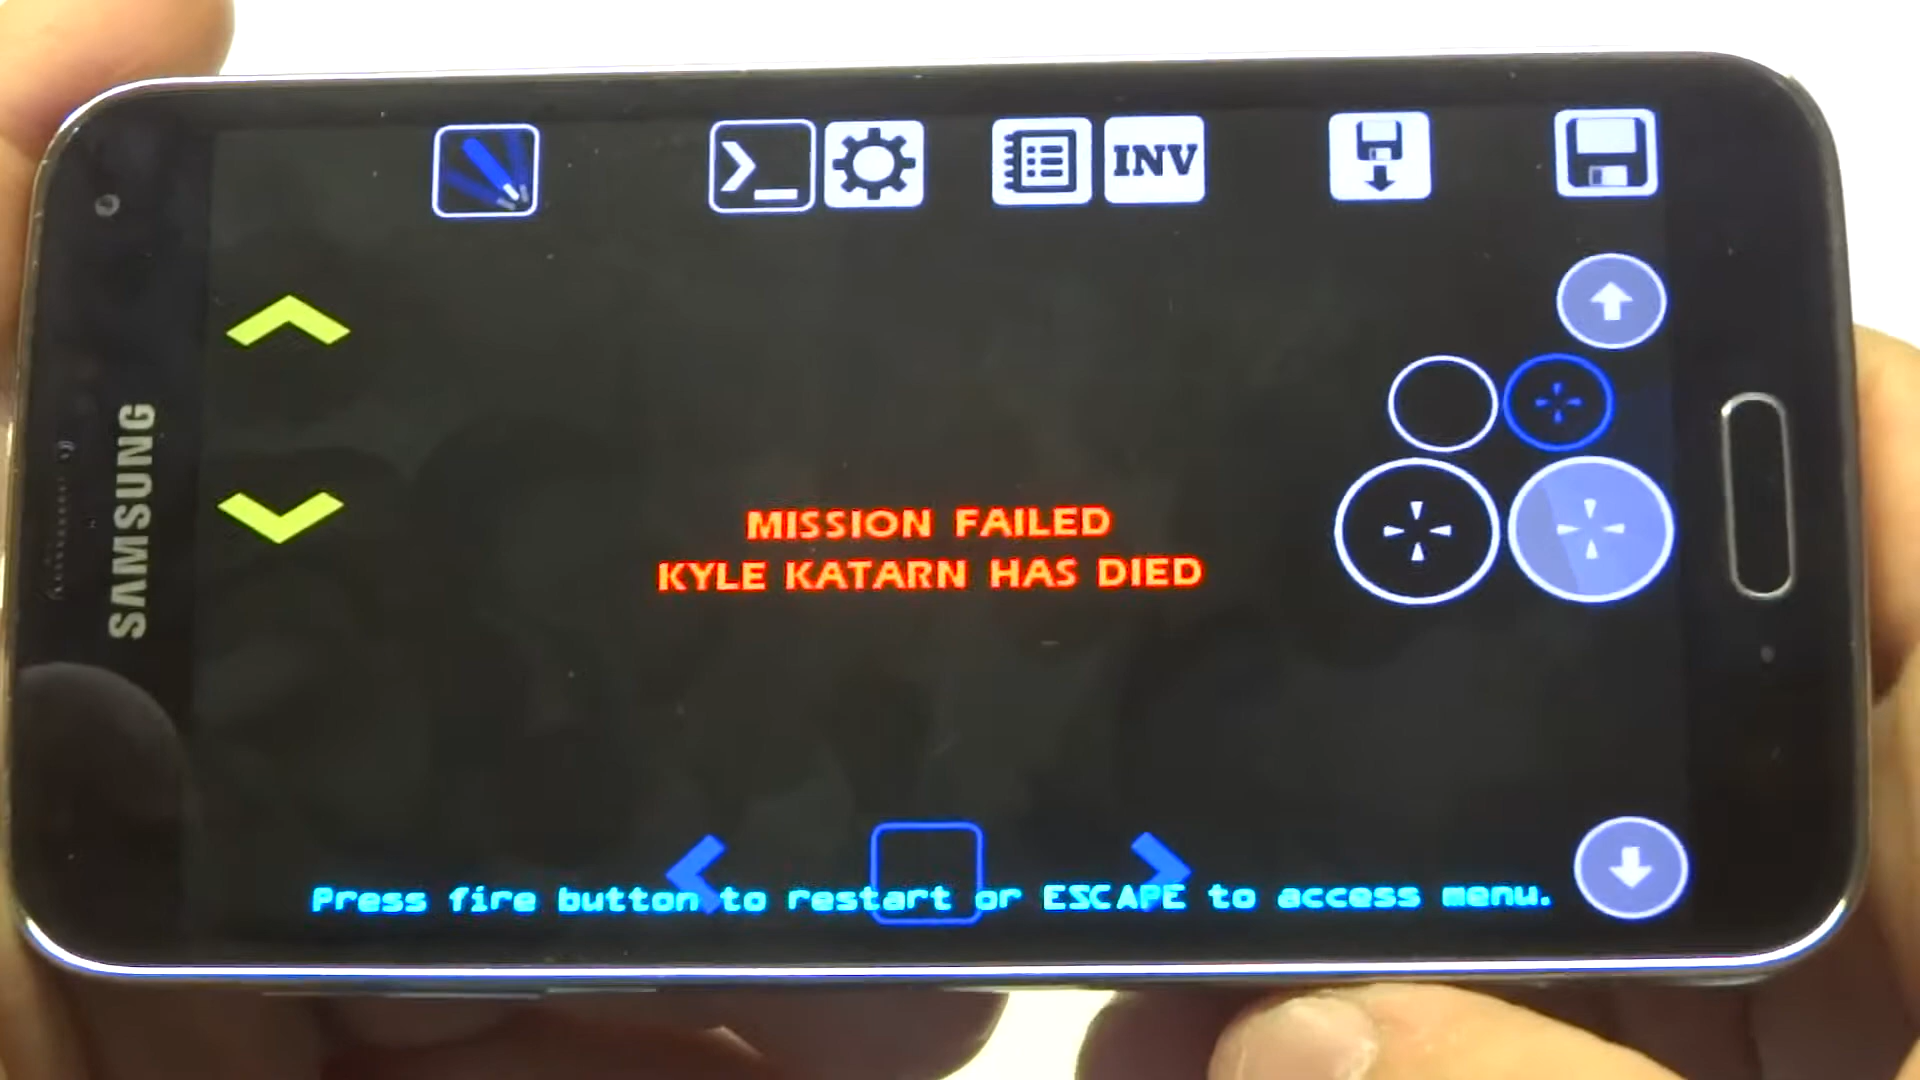 INV
SAMSUNG
MISSION FAILED
KYLE KATARN HAS DIED
Press fire button to restart or ESCAPE to access menu.